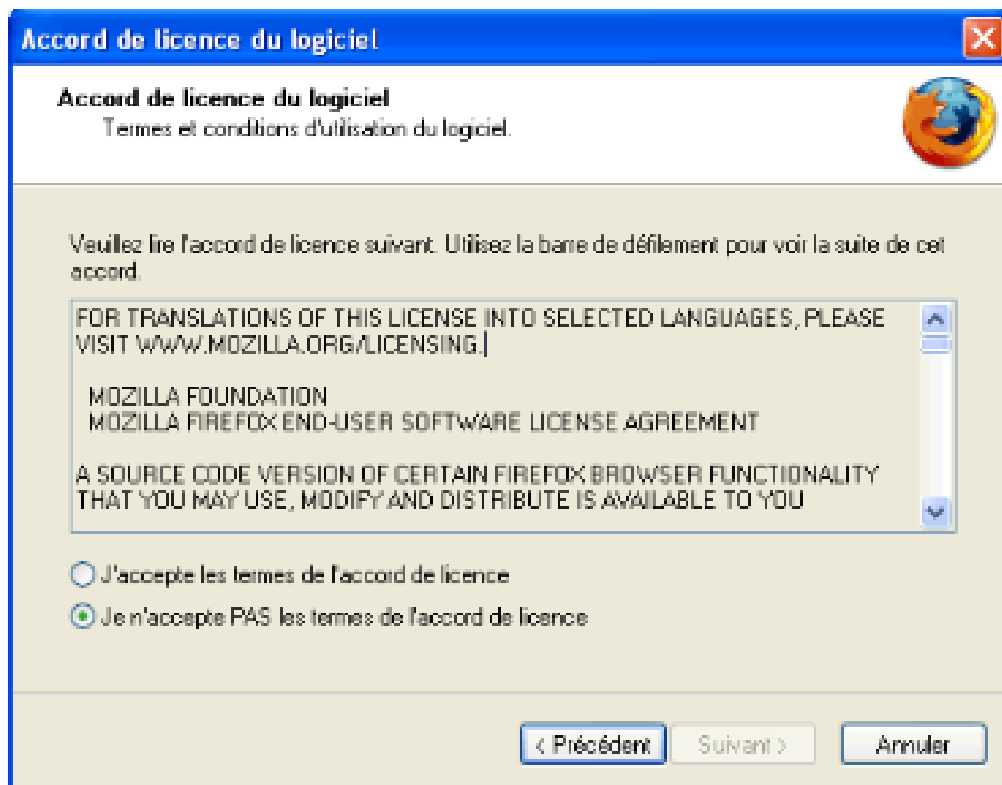 Accord de licence du logiciel
Accord de licence du logiciel
Termes et conditions d'utilisation du logiciel.
Veuillez lire l'accord de licence suivant. Utilisez la barre de défilement pour voir la suite de cet
accord.
FOR TRANSLATIONS OF THIS LICENSE INTO SELECTED LANGUAGES, PLEASE
VISIT WWW.MOZILLA.ORG/LICENSING.
MOZILLA FOUNDATION
MOZILLA FIREFOX END-USER SOFTWARE LICENSE AGREEMENT
A SOURCE CODE VERSION OF CERTAIN FIREFOX BROWSER FUNCTIONALITY
THAT YOU MAY USE, MODIFY AND DISTRIBUTE IS AVAILABLE TO YOU
J'accepte les termes de l'accord de licence
Je n'accepte PAS les termes de l'accord de licence
< Précédent Suivant > Annuler